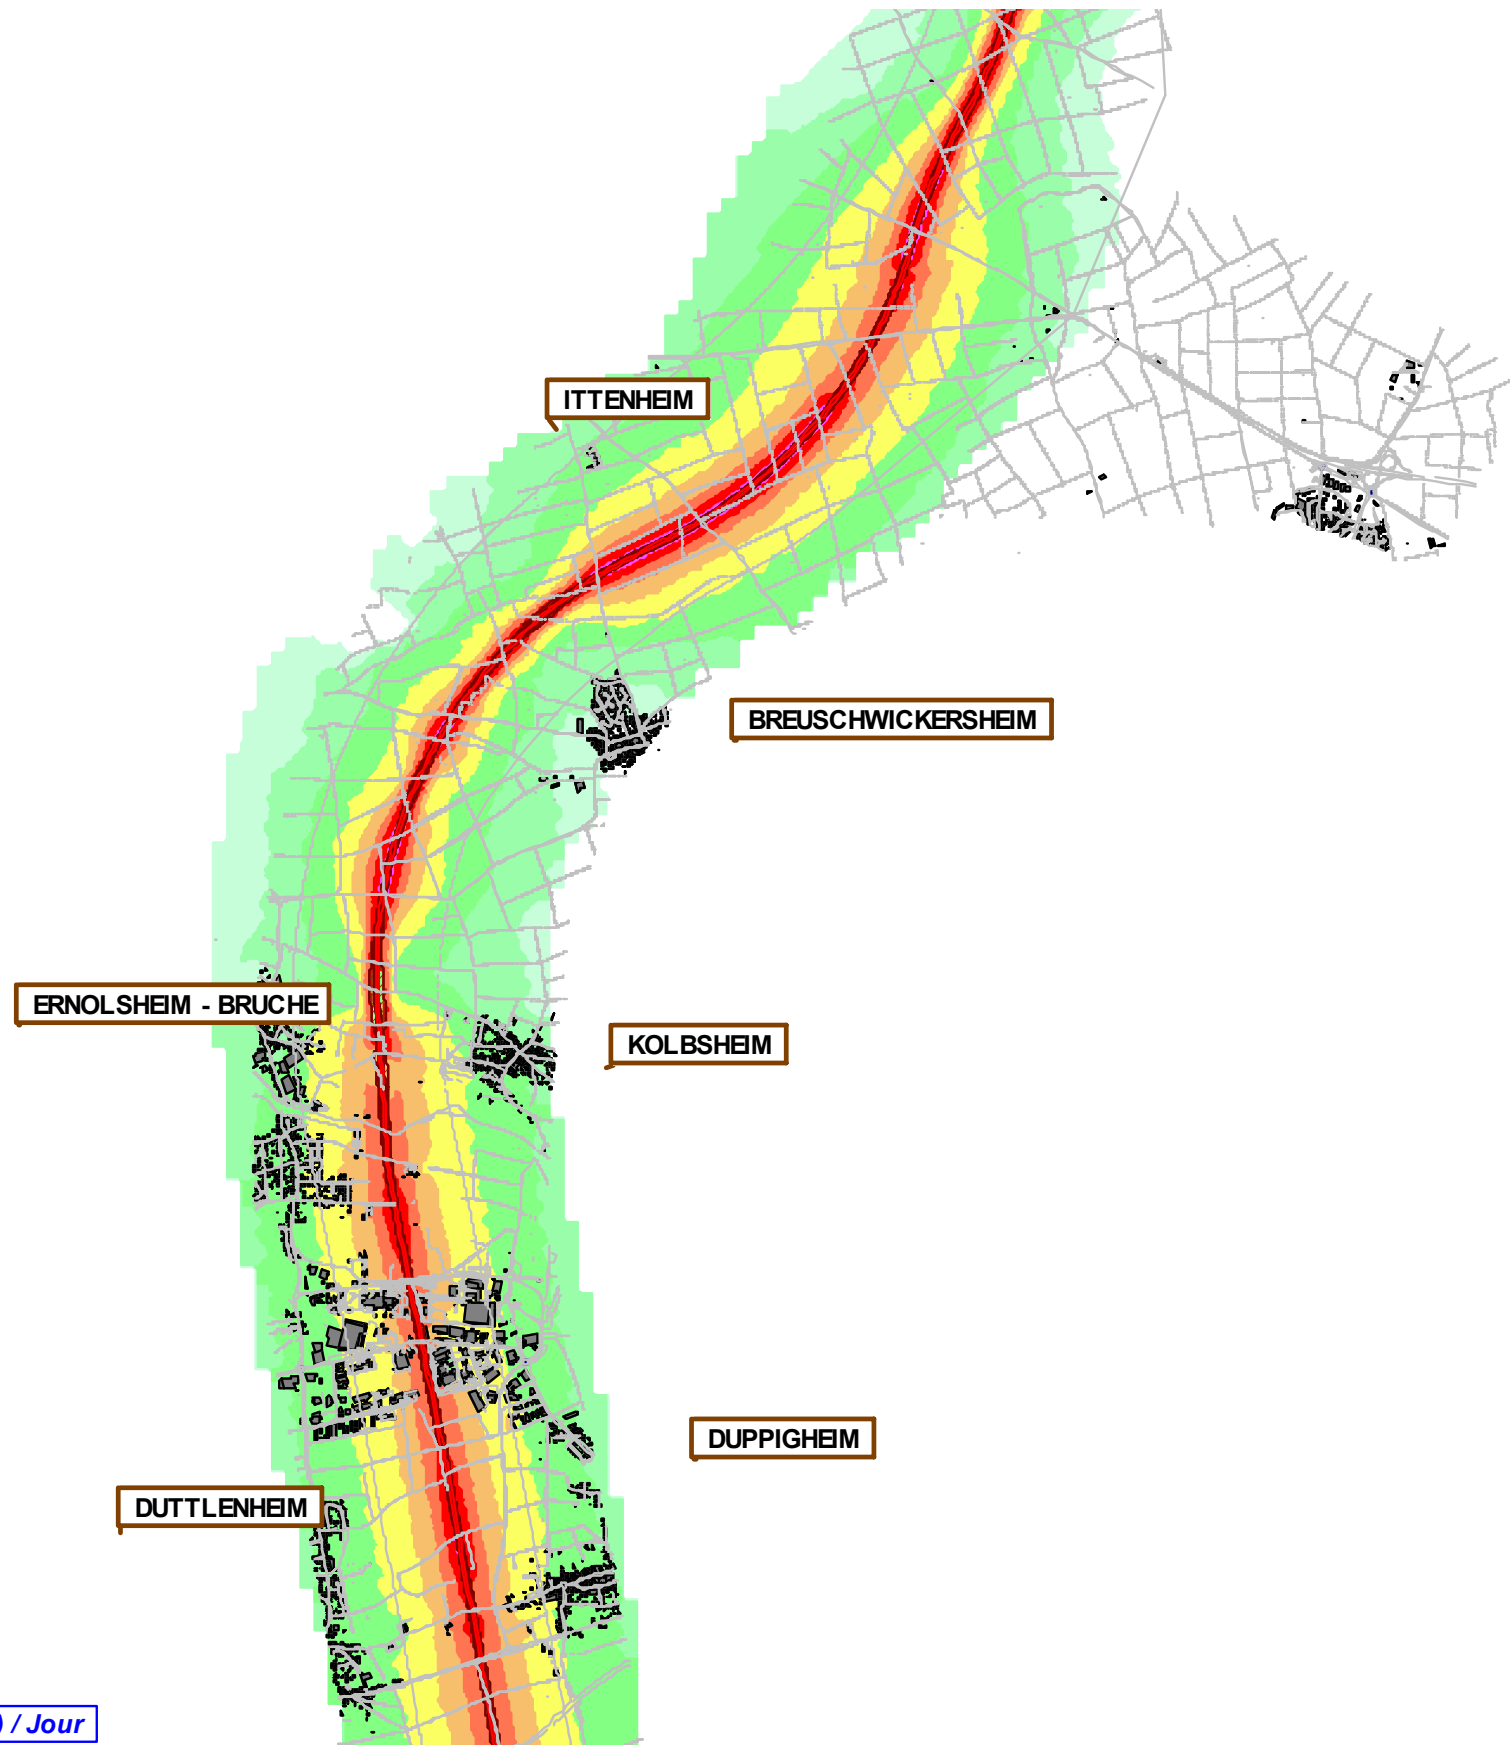 ITTENHEIM
BREUSCHWICKERSHEIM
ERNOLSHEIM - BRUCHE
KOLBSHEIM
DUPPIGHEIM
DUTTLENHEIM
) / Jour